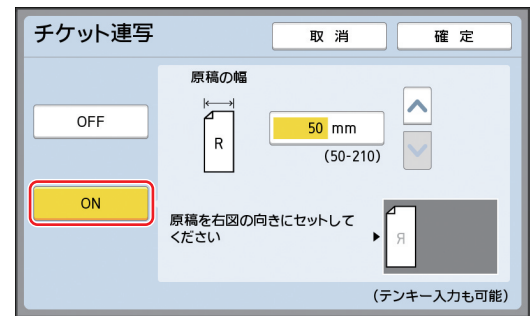 チケット連写
取 消
確 定
原稿の幅
OFF
R
50 mm
(50-210)
ON
原稿を右図の向きにセットして
ください
R
(テンキー入力も可能)